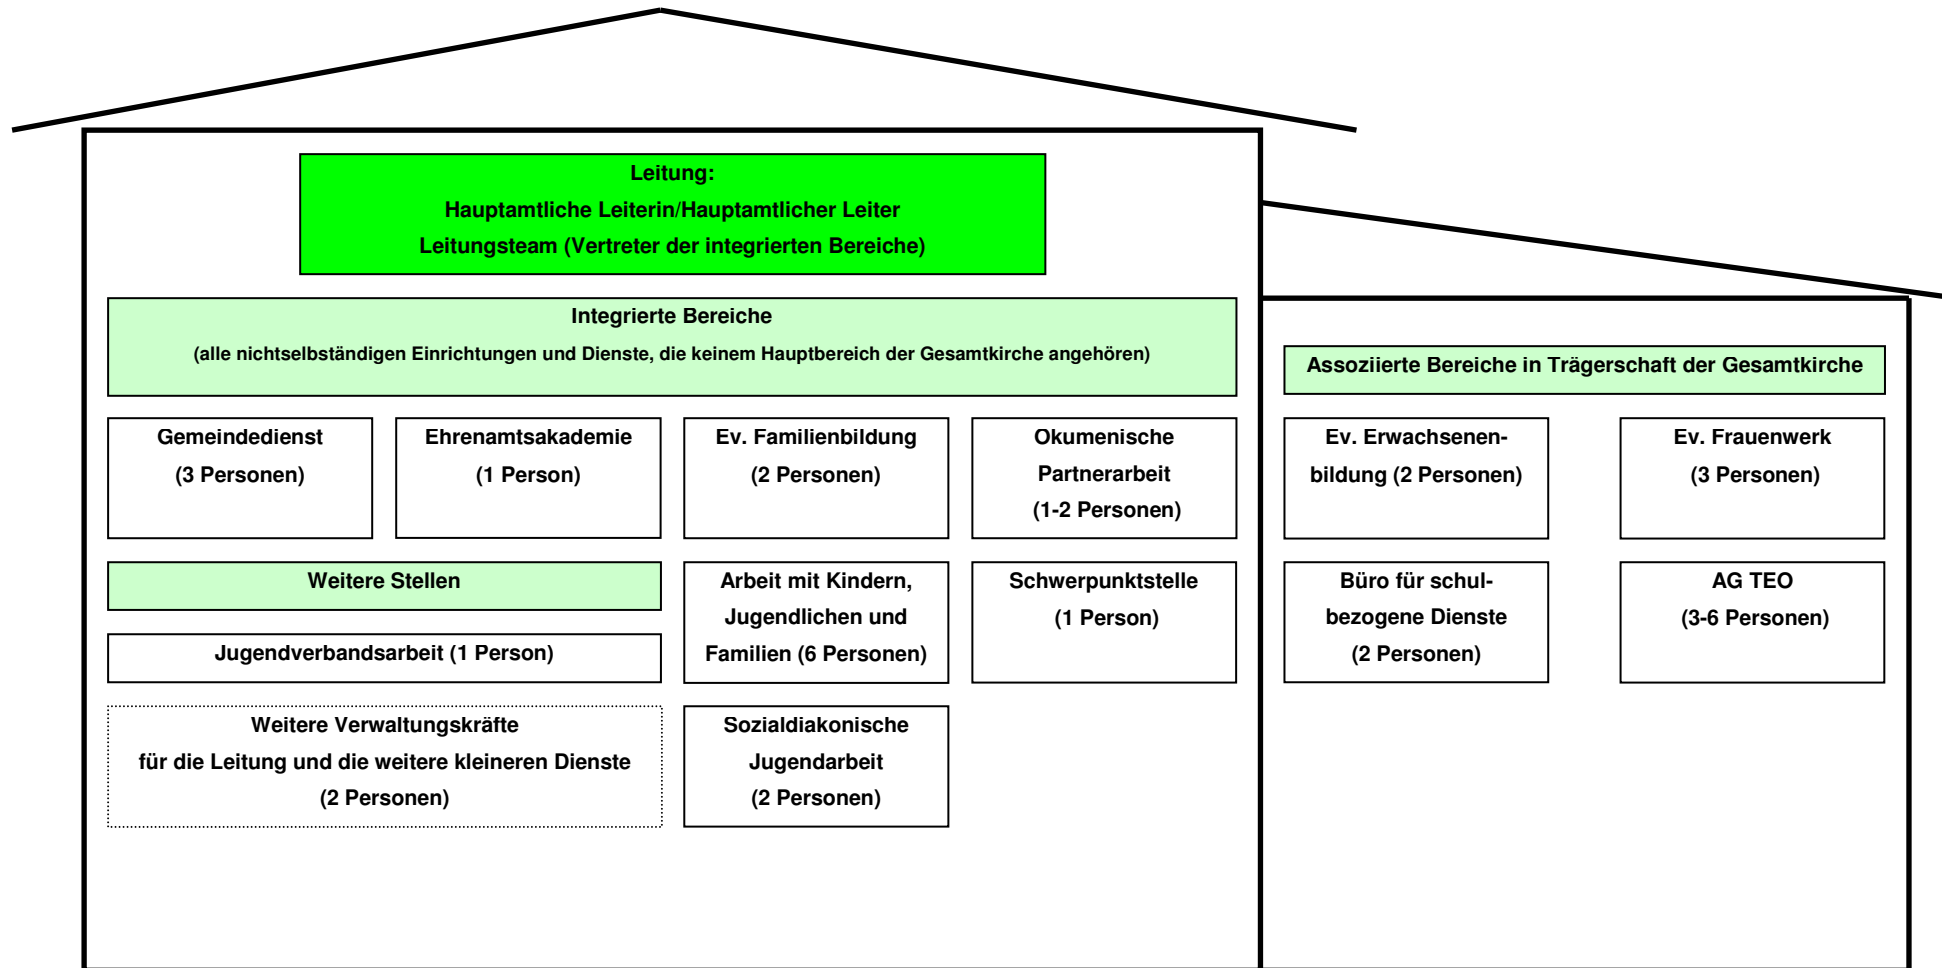 Leitung:
Hauptamtliche Leiterin/Hauptamtlicher Leiter
Leitungsteam (Vertreter der integrierten Bereiche)
Integrierte Bereiche
(alle nichtselbständigen Einrichtungen und Dienste, die keinem Hauptbereich der Gesamtkirche angehören)
Gemeindedienst
(3 Personen)
Ehrenamtsakademie
(1 Person)
Ev. Familienbildung
(2 Personen)
Okumenische
Partnerarbeit
(1-2 Personen)
Weitere Stellen
Jugendverbandsarbeit (1 Person)
Arbeit mit Kindern,
Jugendlichen und
Familien (6 Personen)
Schwerpunktstelle
(1 Person)
Weitere Verwaltungskräfte
für die Leitung und die weitere kleineren Dienste
(2 Personen)
Sozialdiakonische
Jugendarbeit
(2 Personen)
Assoziierte Bereiche in Trägerschaft der Gesamtkirche
Ev. Erwachsenen-
bildung (2 Personen)
Ev. Frauenwerk
(3 Personen)
Büro für schul-
bezogene Dienste
(2 Personen)
AG TEO
(3-6 Personen)